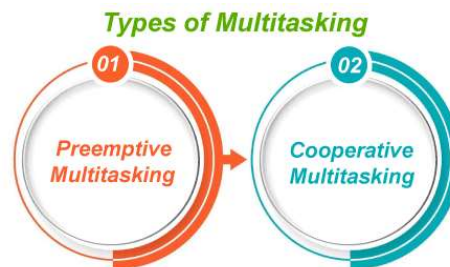 Types of Multitasking
01
Preemptive
Multitasking
02
Cooperative
Multitasking